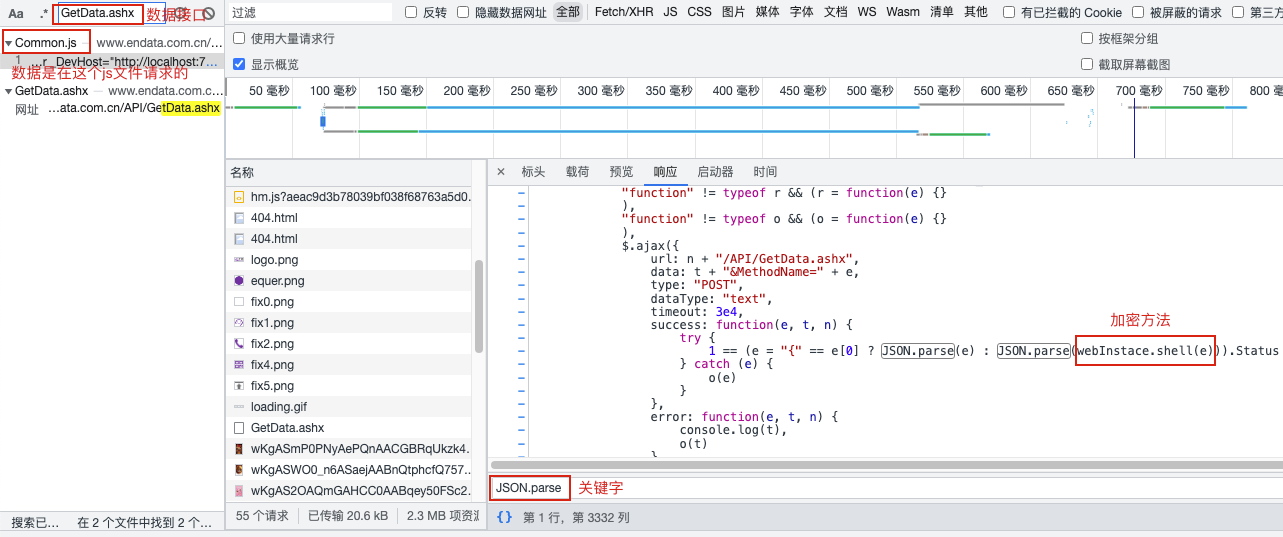 Aa .* GetData.ashx 数据接口
Common.js — www.endata.com.cn/…
1 …r DevHost="http://localhost:7…
数据是在这个js文件请求的
GetData.ashx — www.endata.com.c…
网址 …ata.com.cn/API/GetData.ashx
搜索已… 在 2 个文件中找到 2 个…
过滤 反转 隐藏数据网址 全部 Fetch/XHR JS CSS 图片 媒体 字体 文档 WS Wasm 清单 其他 有已拦截的 Cookie 被屏蔽的请求 第三方
使用大量请求行 按框架分组
显示概览 截取屏幕截图
50 毫秒 100 毫秒 150 毫秒 200 毫秒 250 毫秒 300 毫秒 350 毫秒 400 毫秒 450 毫秒 500 毫秒 550 毫秒 600 毫秒 650 毫秒 700 毫秒 750 毫秒 800 毫
名称
hm.js?aeac9d3b78039bf038f68763a5d0…
404.html
404.html
logo.png
equer.png
fix0.png
fix1.png
fix2.png
fix4.png
fix5.png
loading.gif
GetData.ashx
wKgASmP0PNyAePQnAACGBRqUkzk4…
wKgASWO0_n6ASaejAABnQtphcfQ757…
wKgAS2OAQmGAHCC0AABqey50FSc2…
55 个请求 已传输 20.6 kB 2.3 MB 项资
× 标头 载荷 预览 响应 启动器 时间
"function" != typeof r && (r = function(e) {}
),
"function" != typeof o && (o = function(e) {}
),
$.ajax({
url: n + "/API/GetData.ashx",
data: t + "&MethodName=" + e,
type: "POST",
dataType: "text",
timeout: 3e4,
success: function(e, t, n) {
try {
加密方法
1 == (e = "{" == e[0] ? JSON.parse(e) : JSON.parse(webInstace.shell(e))).Status
} catch (e) {
o(e)
}
},
error: function(e, t, n) {
console.log(t),
o(t)
}
JSON.parse 关键字
{} 第 1 行，第 3332 列